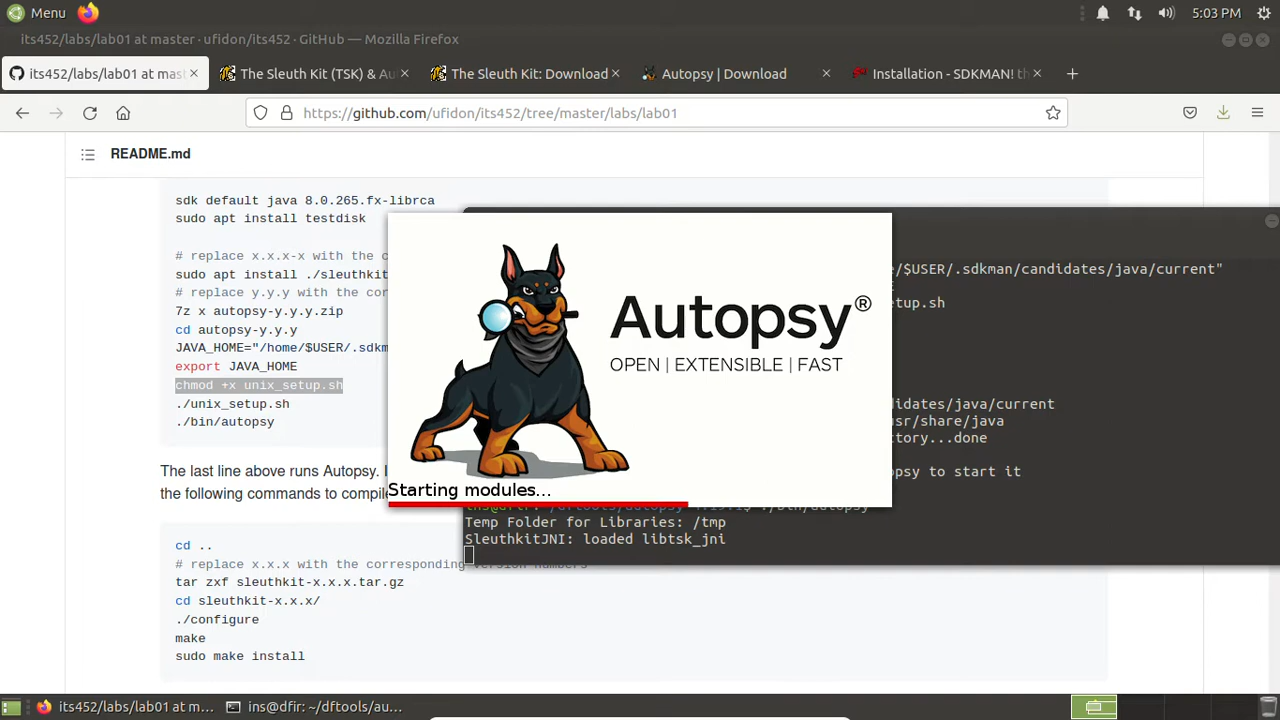 Menu
5:03 PM
its452/labs/lab01 at master · ufidon/its452 · GitHub — Mozilla Firefox
its452/labs/lab01 at mast
The Sleuth Kit (TSK) & Au
The Sleuth Kit: Download
Autopsy | Download
Installation - SDKMAN! th
https://github.com/ufidon/its452/tree/master/labs/lab01
README.md
sdk default java 8.0.265.fx-librca
sudo apt install testdisk
# replace x.x.x-x with the c
sudo apt install ./sleuthkit
# replace y.y.y with the cor
7z x autopsy-y.y.y.zip
cd autopsy-y.y.y
JAVA_HOME="/home/$USER/.sdkm
export JAVA_HOME
chmod +x unix_setup.sh
./unix_setup.sh
./bin/autopsy
e/$USER/.sdkman/candidates/java/current"
etup.sh
didates/java/current
usr/share/java
tory...done
opsy to start it
Autopsy®
OPEN | EXTENSIBLE | FAST
Starting modules...
Temp Folder for Libraries: /tmp
SleuthkitJNI: loaded libtsk_jni
The last line above runs Autopsy.
the following commands to compile
cd ..
# replace x.x.x with the corresponding version numbers
tar zxf sleuthkit-x.x.x.tar.gz
cd sleuthkit-x.x.x/
./configure
make
sudo make install
its452/labs/lab01 at m...
ins@dfir: ~/dftools/au...